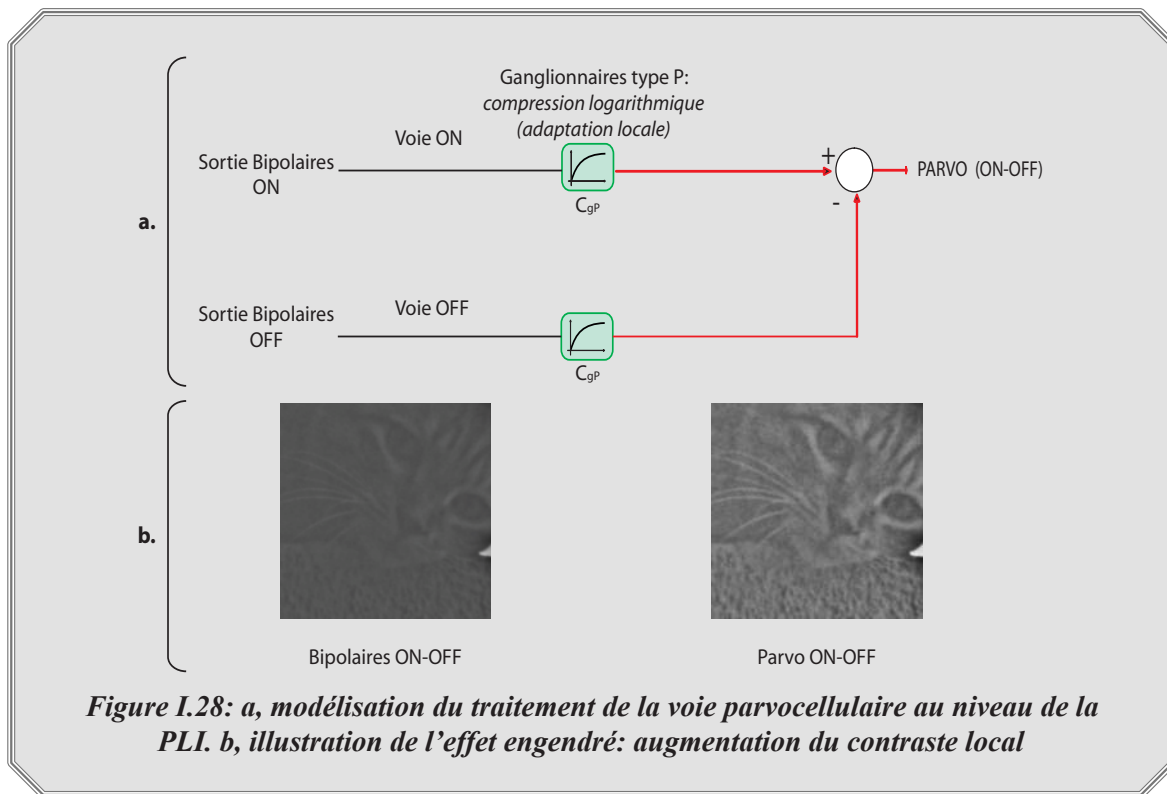 Ganglionnaires type P:
compression logarithmique
(adaptation locale)
Voie ON
Sortie Bipolaires
ON
+
PARVO (ON-OFF)
CgP
-
a.
Voie OFF
Sortie Bipolaires
OFF
CgP
b.
Bipolaires ON-OFF
Parvo ON-OFF
Figure I.28: a, modélisation du traitement de la voie parvocellulaire au niveau de la
PLI. b, illustration de l’effet engendré: augmentation du contraste local